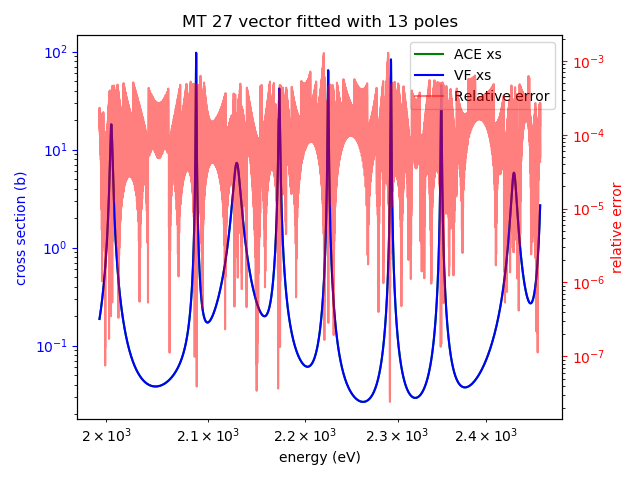 MT 27 vector fitted with 13 poles
ACE xs
VF xs
Relative error
10²
10¹
10⁰
10⁻¹
cross section (b)
10⁻³
10⁻⁴
10⁻⁵
10⁻⁶
10⁻⁷
relative error
2 × 10³ 2.1 × 10³ 2.2 × 10³ 2.3 × 10³ 2.4 × 10³
energy (eV)